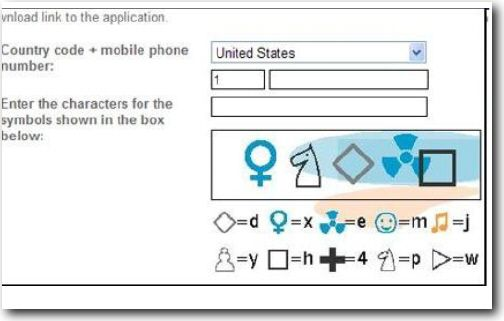 wnload link to the application.
Country code + mobile phone
number:
United States
1
Enter the characters for the
symbols shown in the box
below:
=d =x =e =m =j
=y =h =4 =p =w